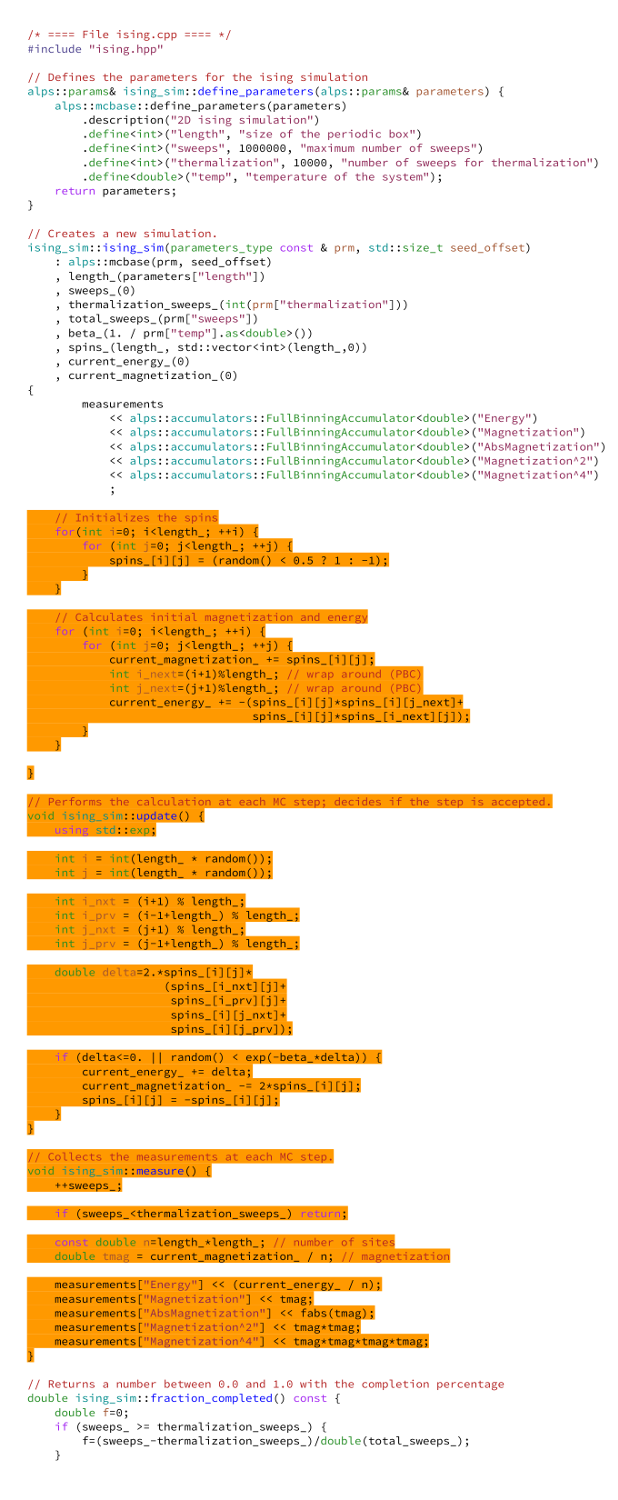 /* ==== File ising.cpp ==== */
#include "ising.hpp"

// Defines the parameters for the ising simulation
alps::params& ising_sim::define_parameters(alps::params& parameters) {
    alps::mcbase::define_parameters(parameters)
        .description("2D ising simulation")
        .define<int>("length", "size of the periodic box")
        .define<int>("sweeps", 1000000, "maximum number of sweeps")
        .define<int>("thermalization", 10000, "number of sweeps for thermalization")
        .define<double>("temp", "temperature of the system");
    return parameters;
}

// Creates a new simulation.
ising_sim::ising_sim(parameters_type const & prm, std::size_t seed_offset)
    : alps::mcbase(prm, seed_offset)
    , length_(parameters["length"])
    , sweeps_(0)
    , thermalization_sweeps_(int(prm["thermalization"]))
    , total_sweeps_(prm["sweeps"])
    , beta_(1. / prm["temp"].as<double>())
    , spins_(length_, std::vector<int>(length_,0))
    , current_energy_(0)
    , current_magnetization_(0)
{
        measurements
            << alps::accumulators::FullBinningAccumulator<double>("Energy")
            << alps::accumulators::FullBinningAccumulator<double>("Magnetization")
            << alps::accumulators::FullBinningAccumulator<double>("AbsMagnetization")
            << alps::accumulators::FullBinningAccumulator<double>("Magnetization^2")
            << alps::accumulators::FullBinningAccumulator<double>("Magnetization^4")
            ;

    // Initializes the spins
    for(int i=0; i<length_; ++i) {
        for (int j=0; j<length_; ++j) {
            spins_[i][j] = (random() < 0.5 ? 1 : -1);
        }
    }

    // Calculates initial magnetization and energy
    for (int i=0; i<length_; ++i) {
        for (int j=0; j<length_; ++j) {
            current_magnetization_ += spins_[i][j];
            int i_next=(i+1)%length_; // wrap around (PBC)
            int j_next=(j+1)%length_; // wrap around (PBC)
            current_energy_ += -(spins_[i][j]*spins_[i][j_next]+
                                 spins_[i][j]*spins_[i_next][j]);
        }
    }

}

// Performs the calculation at each MC step; decides if the step is accepted.
void ising_sim::update() {
    using std::exp;

    int i = int(length_ * random());
    int j = int(length_ * random());

    int i_nxt = (i+1) % length_;
    int i_prv = (i-1+length_) % length_;
    int j_nxt = (j+1) % length_;
    int j_prv = (j-1+length_) % length_;

    double delta=2.*spins_[i][j]*
                    (spins_[i_nxt][j]+
                     spins_[i_prv][j]+
                     spins_[i][j_nxt]+
                     spins_[i][j_prv]);

    if (delta<=0. || random() < exp(-beta_*delta)) {
        current_energy_ += delta;
        current_magnetization_ -= 2*spins_[i][j];
        spins_[i][j] = -spins_[i][j];
    }
}

// Collects the measurements at each MC step.
void ising_sim::measure() {
    ++sweeps_;

    if (sweeps_<thermalization_sweeps_) return;

    const double n=length_*length_; // number of sites
    double tmag = current_magnetization_ / n; // magnetization

    measurements["Energy"] << (current_energy_ / n);
    measurements["Magnetization"] << tmag;
    measurements["AbsMagnetization"] << fabs(tmag);
    measurements["Magnetization^2"] << tmag*tmag;
    measurements["Magnetization^4"] << tmag*tmag*tmag*tmag;
}

// Returns a number between 0.0 and 1.0 with the completion percentage
double ising_sim::fraction_completed() const {
    double f=0;
    if (sweeps_ >= thermalization_sweeps_) {
        f=(sweeps_-thermalization_sweeps_)/double(total_sweeps_);
    }